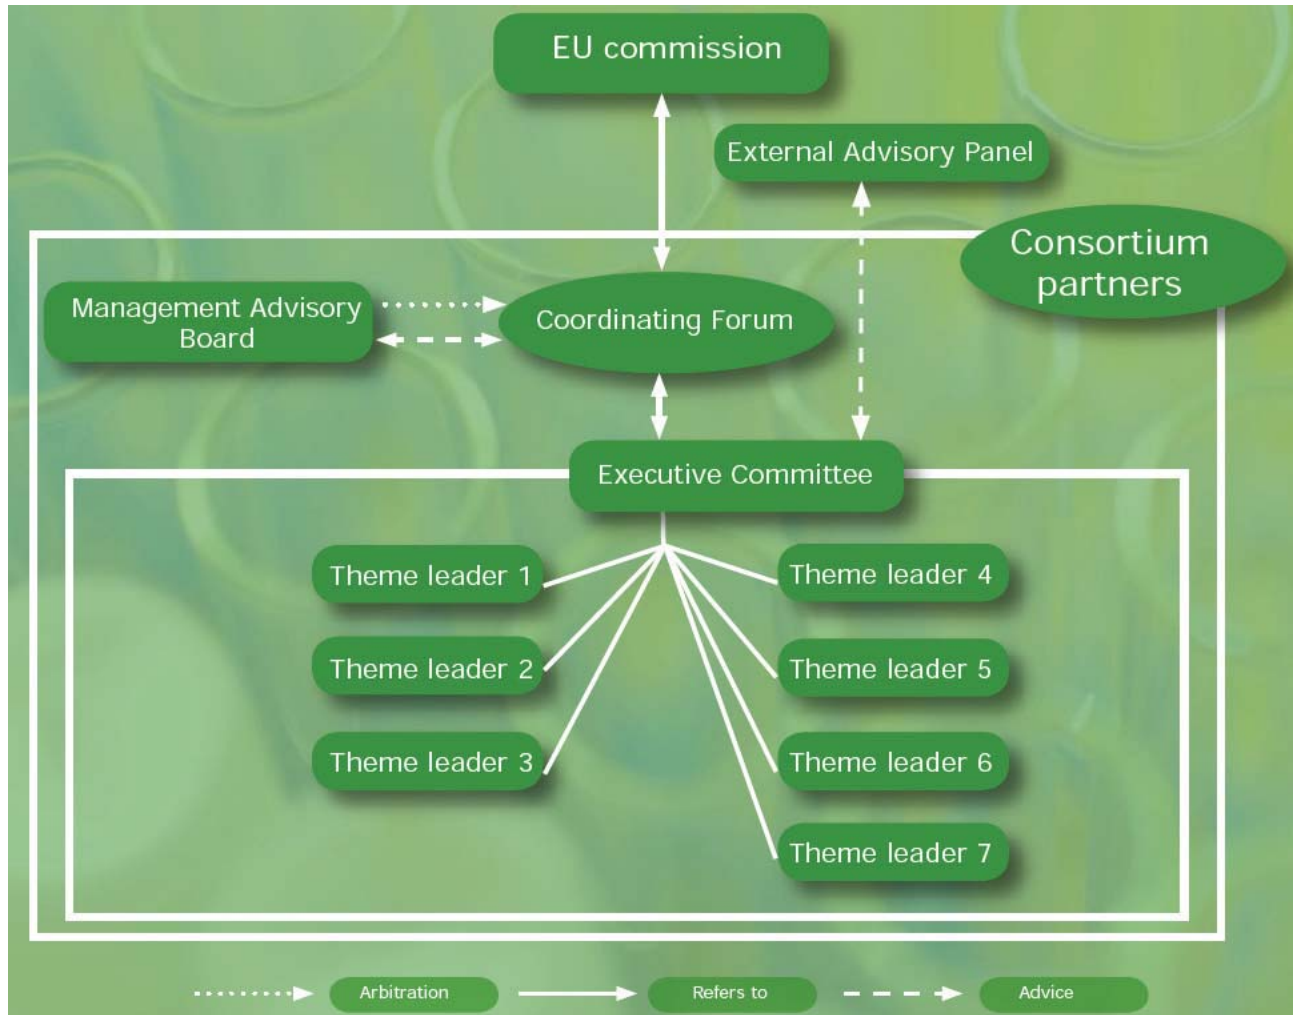 EU commission
External Advisory Panel
Consortium
partners
Management Advisory
Board
Coordinating Forum
Executive Committee
Theme leader 1
Theme leader 2
Theme leader 3
Theme leader 4
Theme leader 5
Theme leader 6
Theme leader 7
Arbitration
Refers to
Advice